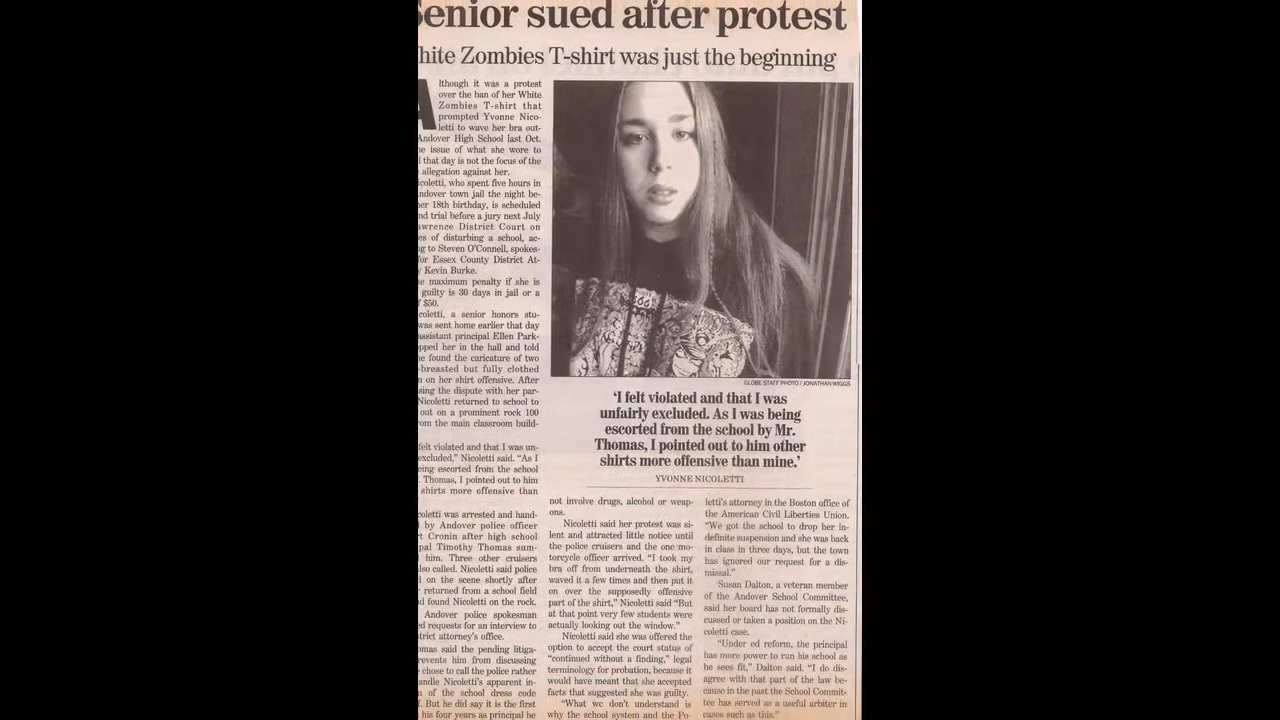 Senior sued after protest
White Zombies T-shirt was just the beginning
Although it was a protest
over the ban of her White
Zombies T-shirt that
prompted Yvonne Nico-
letti to wave her bra out-
Andover High School last Oct.
e issue of what she wore to
l that day is not the focus of the
allegation against her.
icoletti, who spent five hours in
ndover town jail the night be-
er 18th birthday, is scheduled
nd trial before a jury next July
awrence District Court on
es of disturbing a school, ac-
ng to Steven O'Connell, spokes-
for Essex County District At-
y Kevin Burke.
e maximum penalty if she is
guilty is 30 days in jail or a
f $50.
coletti, a senior honors stu-
was sent home earlier that day
assistant principal Ellen Park-
pped her in the hall and told
he found the caricature of two
-breasted but fully clothed
n on her shirt offensive. After
sing the dispute with her par-
Nicoletti returned to school to
out on a prominent rock 100
om the main classroom build-
felt violated and that I was un-
excluded," Nicoletti said. "As I
eing escorted from the school
. Thomas, I pointed out to him
shirts more offensive than
coletti was arrested and hand-
by Andover police officer
t Cronin after high school
pal Timothy Thomas sum-
him. Three other cruisers
lso called. Nicoletti said police
d on the scene shortly after
returned from a school field
d found Nicoletti on the rock.
Andover police spokesman
ed requests for an interview to
trict attorney's office.
omas said the pending litiga-
revents him from discussing
chose to call the police rather
andle Nicoletti's apparent in-
n of the school dress code
f. But he did say it is the first
his four years as principal he
GLOBE STAFF PHOTO / JONATHAN WIGGS
'I felt violated and that I was
unfairly excluded. As I was being
escorted from the school by Mr.
Thomas, I pointed out to him other
shirts more offensive than mine.'
YVONNE NICOLETTI
not involve drugs, alcohol or weap-
ons.
Nicoletti said her protest was si-
lent and attracted little notice until
the police cruisers and the one mo-
torcycle officer arrived. "I took my
bra off from underneath the shirt,
waved it a few times and then put it
on over the supposedly offensive
part of the shirt," Nicoletti said "But
at that point very few students were
actually looking out the window."
Nicoletti said she was offered the
option to accept the court status of
"continued without a finding," legal
terminology for probation, because it
would have meant that she accepted
facts that suggested she was guilty.
"What we don't understand is
why the school system and the Po-
letti's attorney in the Boston office of
the American Civil Liberties Union.
"We got the school to drop her in-
definite suspension and she was back
in class in three days, but the town
has ignored our request for a dis-
missal."
Susan Dalton, a veteran member
of the Andover School Committee,
said her board has not formally dis-
cussed or taken a position on the Ni-
coletti case.
"Under ed reform, the principal
has more power to run his school as
he sees fit," Dalton said. "I do dis-
agree with that part of the law be-
cause in the past the School Commit-
tee has served as a useful arbiter in
cases such as this."